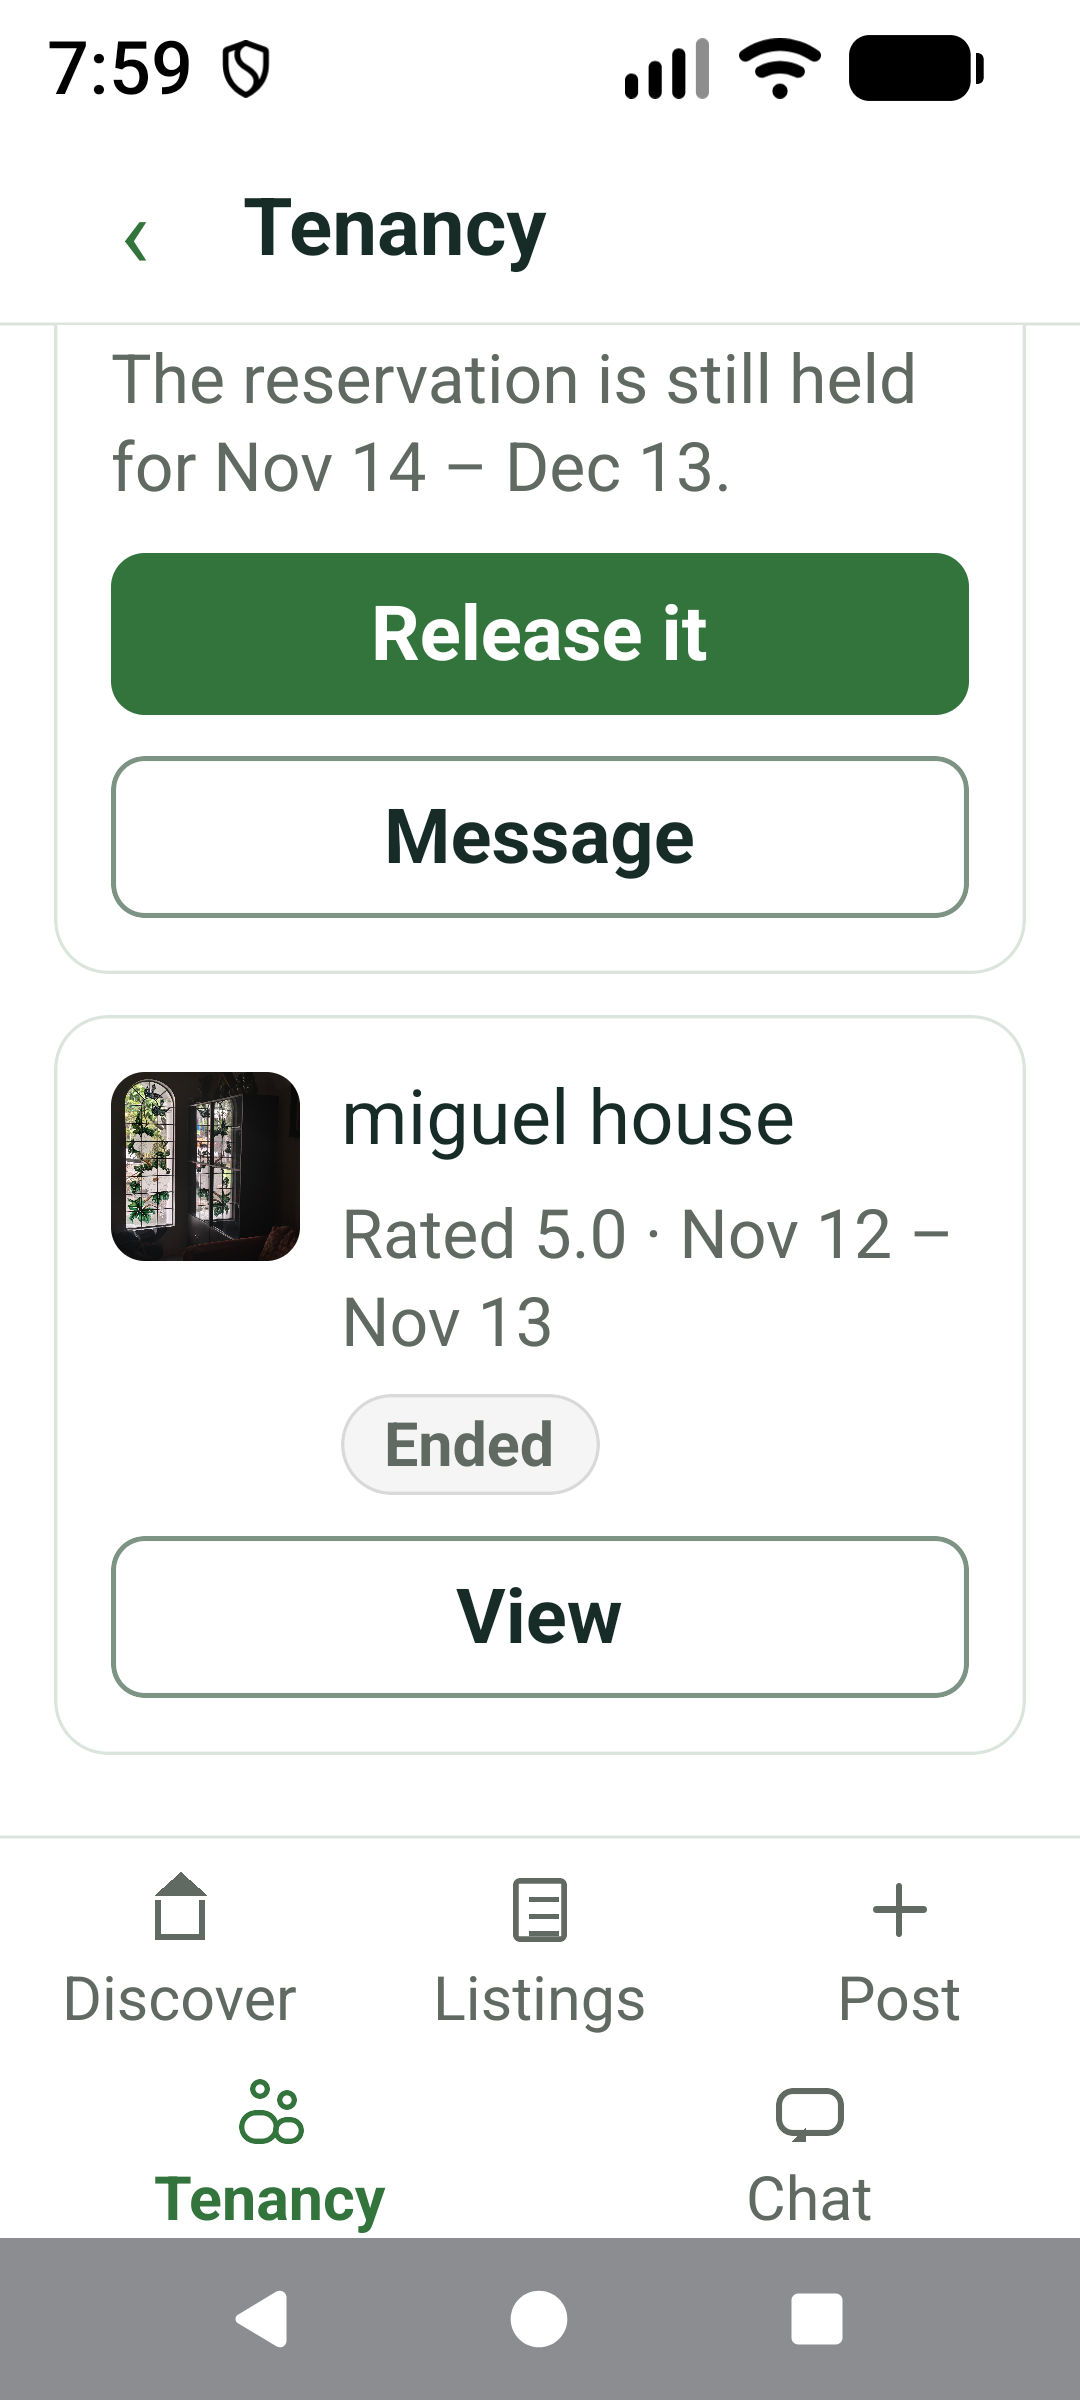 7:59
‹ Tenancy
The reservation is still held
for Nov 14 – Dec 13.
Release it
Message
miguel house
Rated 5.0 · Nov 12 –
Nov 13
Ended
View
Discover Listings Post
Tenancy Chat